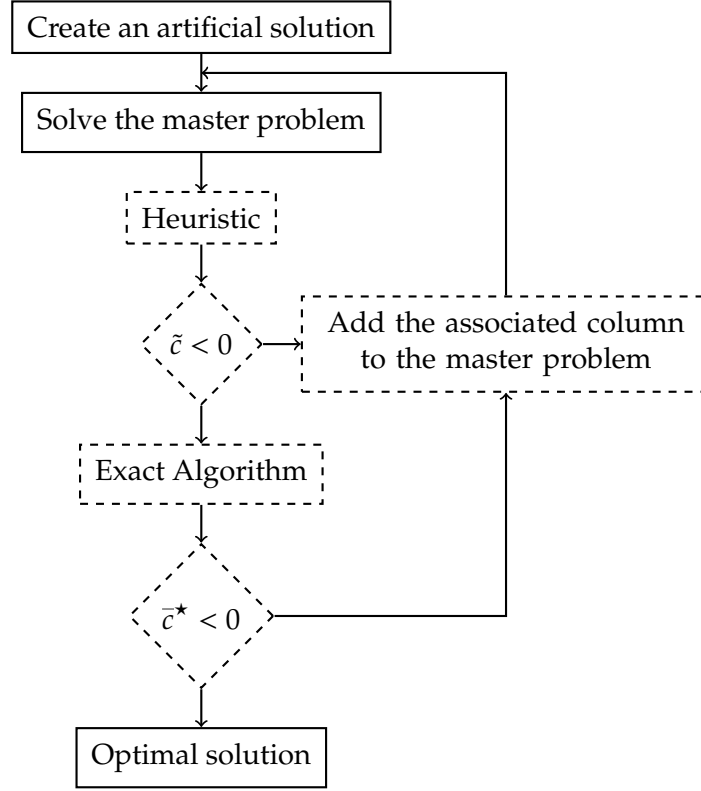 Create an artificial solution
Solve the master problem
Heuristic
c̃ < 0
Add the associated column
to the master problem
Exact Algorithm
c̅⋆ < 0
Optimal solution